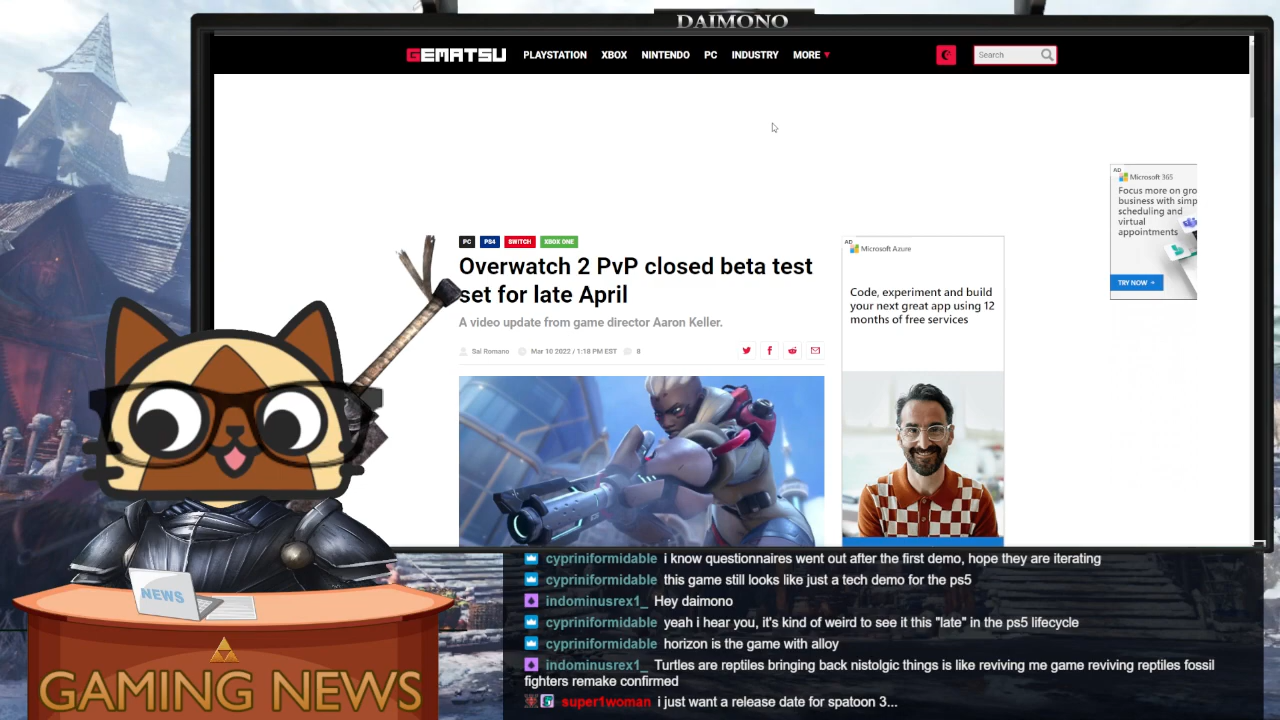 DAIMONO
GEMATSU
PLAYSTATION XBOX NINTENDO PC INDUSTRY MORE
Search
PC PS4 SWITCH XBOX ONE
Overwatch 2 PvP closed beta test
set for late April
A video update from game director Aaron Keller.
Sal Romano Mar 10 2022 / 1:18 PM EST 8
AD
Microsoft Azure
Code, experiment and build
your next great app using 12
months of free services
AD
Microsoft 365
Focus more on gro
business with simp
scheduling and
virtual
appointments
TRY NOW
NEWS
GAMING NEWS
cypriniformidable i know questionnaires went out after the first demo, hope they are iterating
cypriniformidable this game still looks like just a tech demo for the ps5
indominusrex1_ Hey daimono
cypriniformidable yeah i hear you, it's kind of weird to see it this "late" in the ps5 lifecycle
cypriniformidable horizon is the game with alloy
indominusrex1_ Turtles are reptiles bringing back nistolgic things is like reviving me game reviving reptiles fossil
fighters remake confirmed
super1woman i just want a release date for spatoon 3...